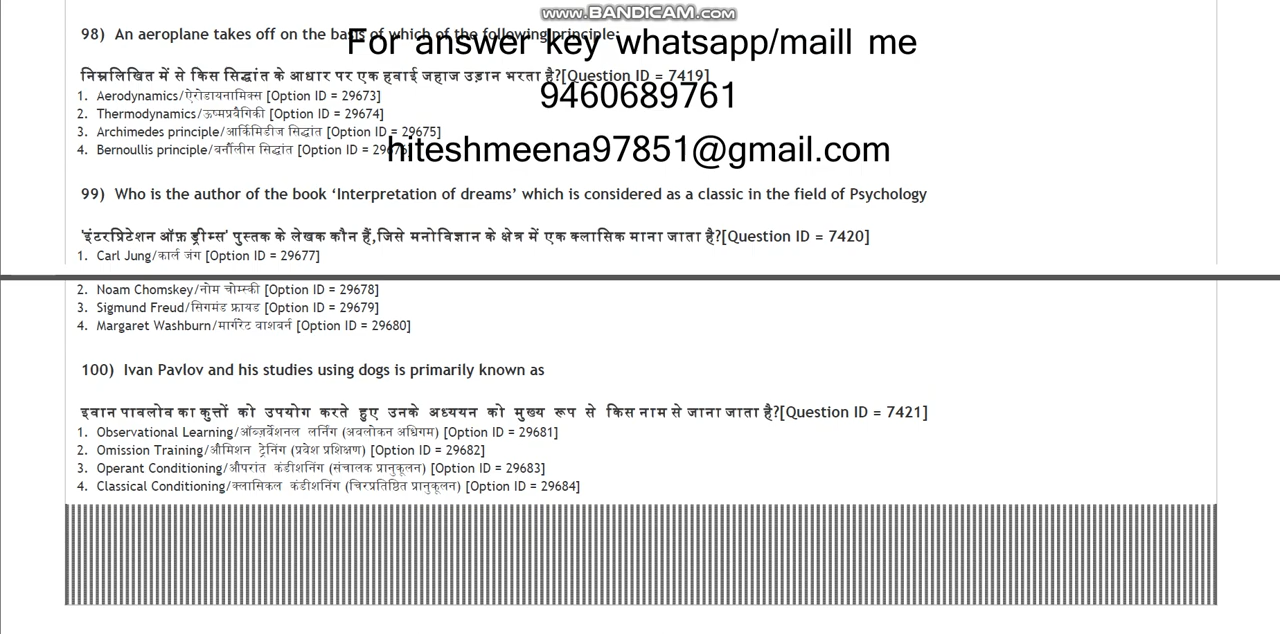 www.BANDICAM.com
98) An aeroplane takes off on the basis of which of the following principle:
For answer key whatsapp/maill me
निम्नलिखित में से किस सिद्धांत के आधार पर एक हवाई जहाज उड़ान भरता है?[Question ID = 7419]
1. Aerodynamics/ऐरोडायनामिक्स [Option ID = 29673]
9460689761
2. Thermodynamics/ऊष्मप्रवैगिकी [Option ID = 29674]
3. Archimedes principle/आर्किमिडीज सिद्धांत [Option ID = 29675]
4. Bernoullis principle/बर्नौलीस सिद्धांत [Option ID = 29676]
hiteshmeena97851@gmail.com
99) Who is the author of the book ‘Interpretation of dreams’ which is considered as a classic in the field of Psychology
'इंटरप्रिटेशन ऑफ़ ड्रीम्स' पुस्तक के लेखक कौन हैं,जिसे मनोविज्ञान के क्षेत्र में एक क्लासिक माना जाता है?[Question ID = 7420]
1. Carl Jung/कार्ल जंग [Option ID = 29677]
2. Noam Chomskey/नोम चोम्स्की [Option ID = 29678]
3. Sigmund Freud/सिगमंड फ्रायड [Option ID = 29679]
4. Margaret Washburn/मार्गरेट वाशबर्न [Option ID = 29680]
100) Ivan Pavlov and his studies using dogs is primarily known as
इवान पावलोव का कुत्तों को उपयोग करते हुए उनके अध्ययन को मुख्य रूप से किस नाम से जाना जाता है?[Question ID = 7421]
1. Observational Learning/ऑब्ज़र्वेशनल लर्निंग (अवलोकन अधिगम) [Option ID = 29681]
2. Omission Training/औमिशन ट्रेनिंग (प्रवेश प्रशिक्षण) [Option ID = 29682]
3. Operant Conditioning/औपरांत कंडीशनिंग (संचालक प्रानुकूलन) [Option ID = 29683]
4. Classical Conditioning/क्लासिकल कंडीशनिंग (चिरप्रतिष्ठित प्रानुकूलन) [Option ID = 29684]